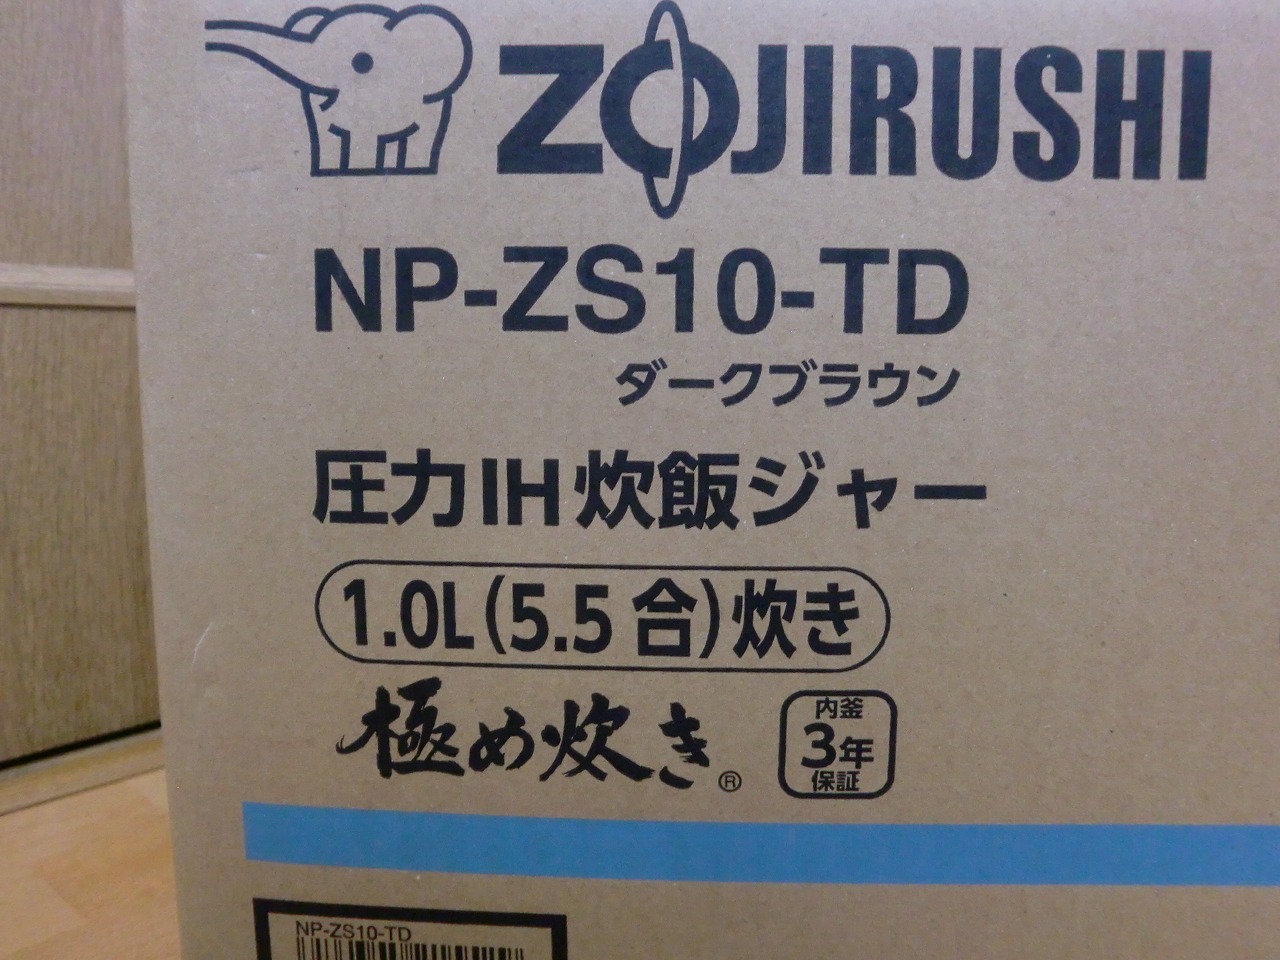 ZOJIRUSHI
NP-ZS10-TD
ダークブラウン
圧力IH炊飯ジャー
1.0L(5.5合)炊き
極め炊き®
内釜
3年
保証
NP-ZS10-TD